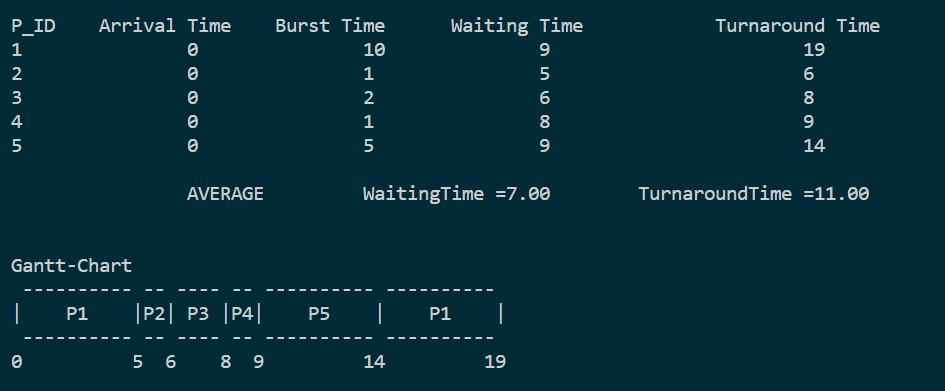 P_ID    Arrival Time    Burst Time      Waiting Time            Turnaround Time
1               0               10              9                       19
2               0               1               5                       6
3               0               2               6                       8
4               0               1               8                       9
5               0               5               9                       14
                AVERAGE         WaitingTime =7.00        TurnaroundTime =11.00
Gantt-Chart
 ---------- -- ---- -- ---------- ----------
|    P1    |P2| P3 |P4|    P5    |    P1    |
 ---------- -- ---- -- ---------- ----------
0          5  6    8  9         14         19